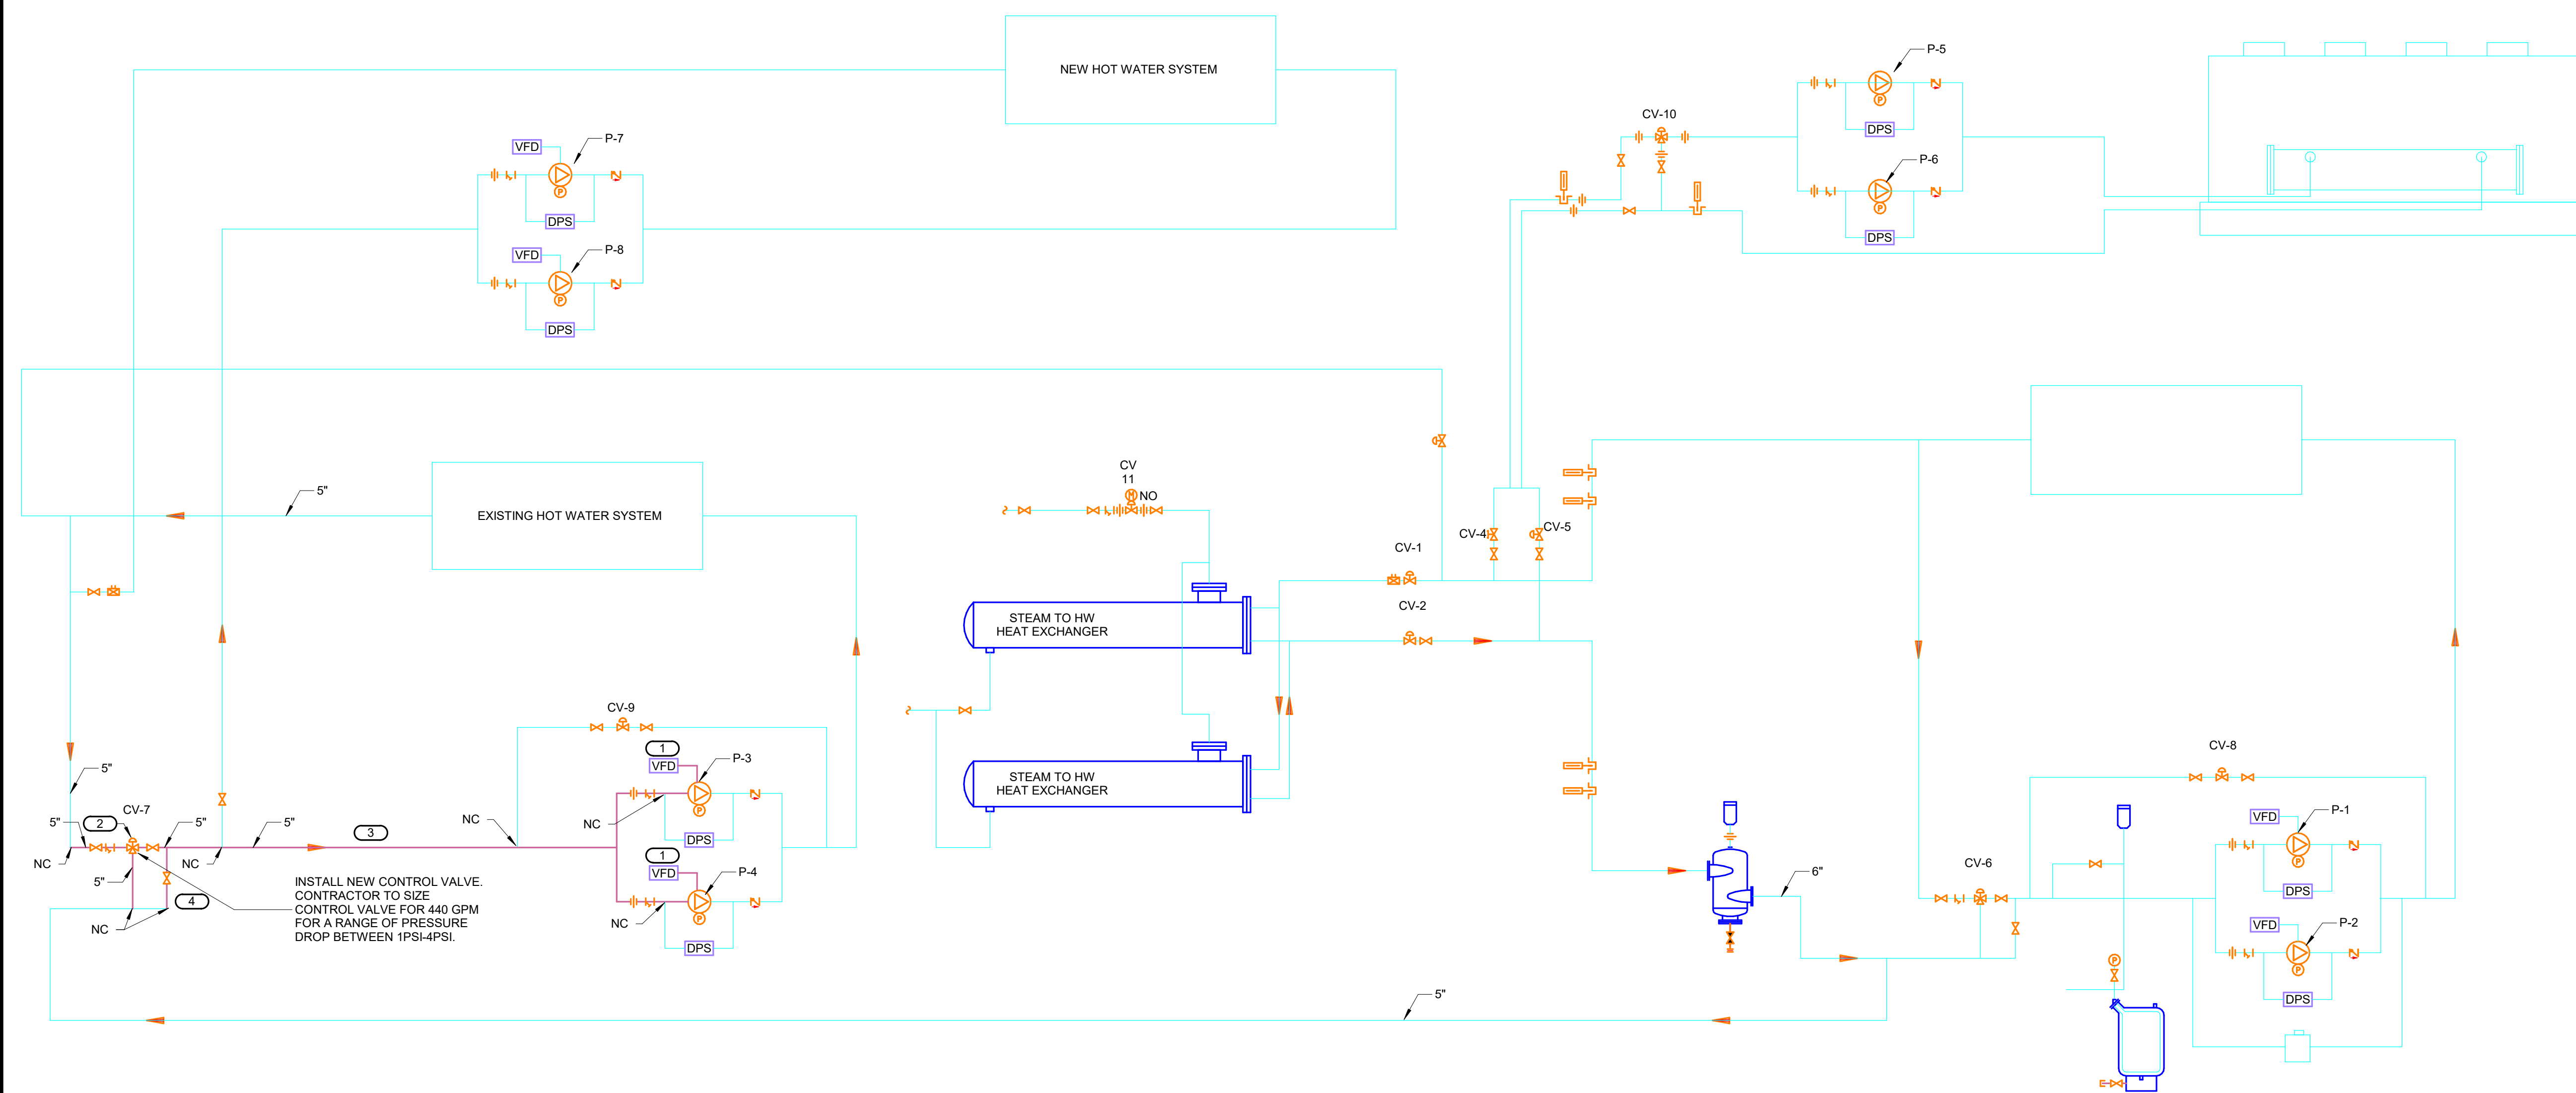 NEW HOT WATER SYSTEM
P-5
CV-10
DPS
P-6
DPS
P-7
VFD
P
DPS
P-8
VFD
P
DPS
P
P
CV
11
M
NO
5"
EXISTING HOT WATER SYSTEM
CV-4
CV-5
CV-1
CV-2
STEAM TO HW
HEAT EXCHANGER
STEAM TO HW
HEAT EXCHANGER
CV-9
1
VFD
P-3
P
NC
DPS
1
VFD
P-4
P
NC
DPS
5"
CV-7
5"
2
5"
5"
3
NC
NC
NC
5"
4
NC
INSTALL NEW CONTROL VALVE.
CONTRACTOR TO SIZE
CONTROL VALVE FOR 440 GPM
FOR A RANGE OF PRESSURE
DROP BETWEEN 1PSI-4PSI.
6"
5"
CV-8
CV-6
P-1
VFD
P
DPS
P-2
VFD
P
DPS
P